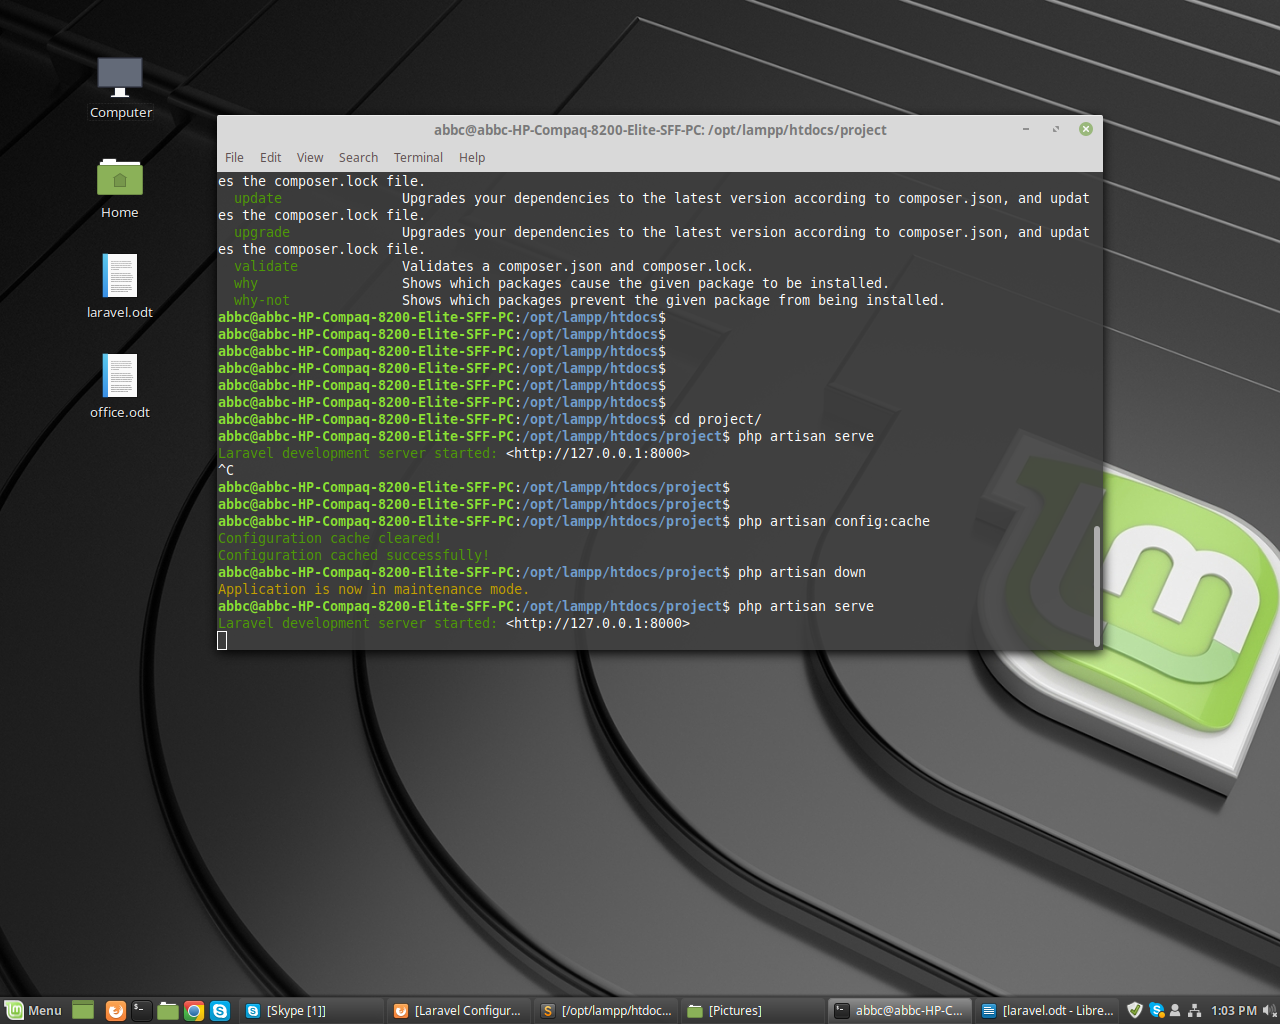 Computer
Home
laravel.odt
office.odt
abbc@abbc-HP-Compaq-8200-Elite-SFF-PC: /opt/lampp/htdocs/project
File Edit View Search Terminal Help
es the composer.lock file.
update Upgrades your dependencies to the latest version according to composer.json, and updat
es the composer.lock file.
upgrade Upgrades your dependencies to the latest version according to composer.json, and updat
es the composer.lock file.
validate Validates a composer.json and composer.lock.
why Shows which packages cause the given package to be installed.
why-not Shows which packages prevent the given package from being installed.
abbc@abbc-HP-Compaq-8200-Elite-SFF-PC:/opt/lampp/htdocs$
abbc@abbc-HP-Compaq-8200-Elite-SFF-PC:/opt/lampp/htdocs$
abbc@abbc-HP-Compaq-8200-Elite-SFF-PC:/opt/lampp/htdocs$
abbc@abbc-HP-Compaq-8200-Elite-SFF-PC:/opt/lampp/htdocs$
abbc@abbc-HP-Compaq-8200-Elite-SFF-PC:/opt/lampp/htdocs$
abbc@abbc-HP-Compaq-8200-Elite-SFF-PC:/opt/lampp/htdocs$
abbc@abbc-HP-Compaq-8200-Elite-SFF-PC:/opt/lampp/htdocs$ cd project/
abbc@abbc-HP-Compaq-8200-Elite-SFF-PC:/opt/lampp/htdocs/project$ php artisan serve
Laravel development server started: <http://127.0.0.1:8000>
^C
abbc@abbc-HP-Compaq-8200-Elite-SFF-PC:/opt/lampp/htdocs/project$
abbc@abbc-HP-Compaq-8200-Elite-SFF-PC:/opt/lampp/htdocs/project$
abbc@abbc-HP-Compaq-8200-Elite-SFF-PC:/opt/lampp/htdocs/project$ php artisan config:cache
Configuration cache cleared!
Configuration cached successfully!
abbc@abbc-HP-Compaq-8200-Elite-SFF-PC:/opt/lampp/htdocs/project$ php artisan down
Application is now in maintenance mode.
abbc@abbc-HP-Compaq-8200-Elite-SFF-PC:/opt/lampp/htdocs/project$ php artisan serve
Laravel development server started: <http://127.0.0.1:8000>
Menu [Skype [1]] [Laravel Configur... [/opt/lampp/htdoc... [Pictures] abbc@abbc-HP-C... [laravel.odt - Libre... 1:03 PM